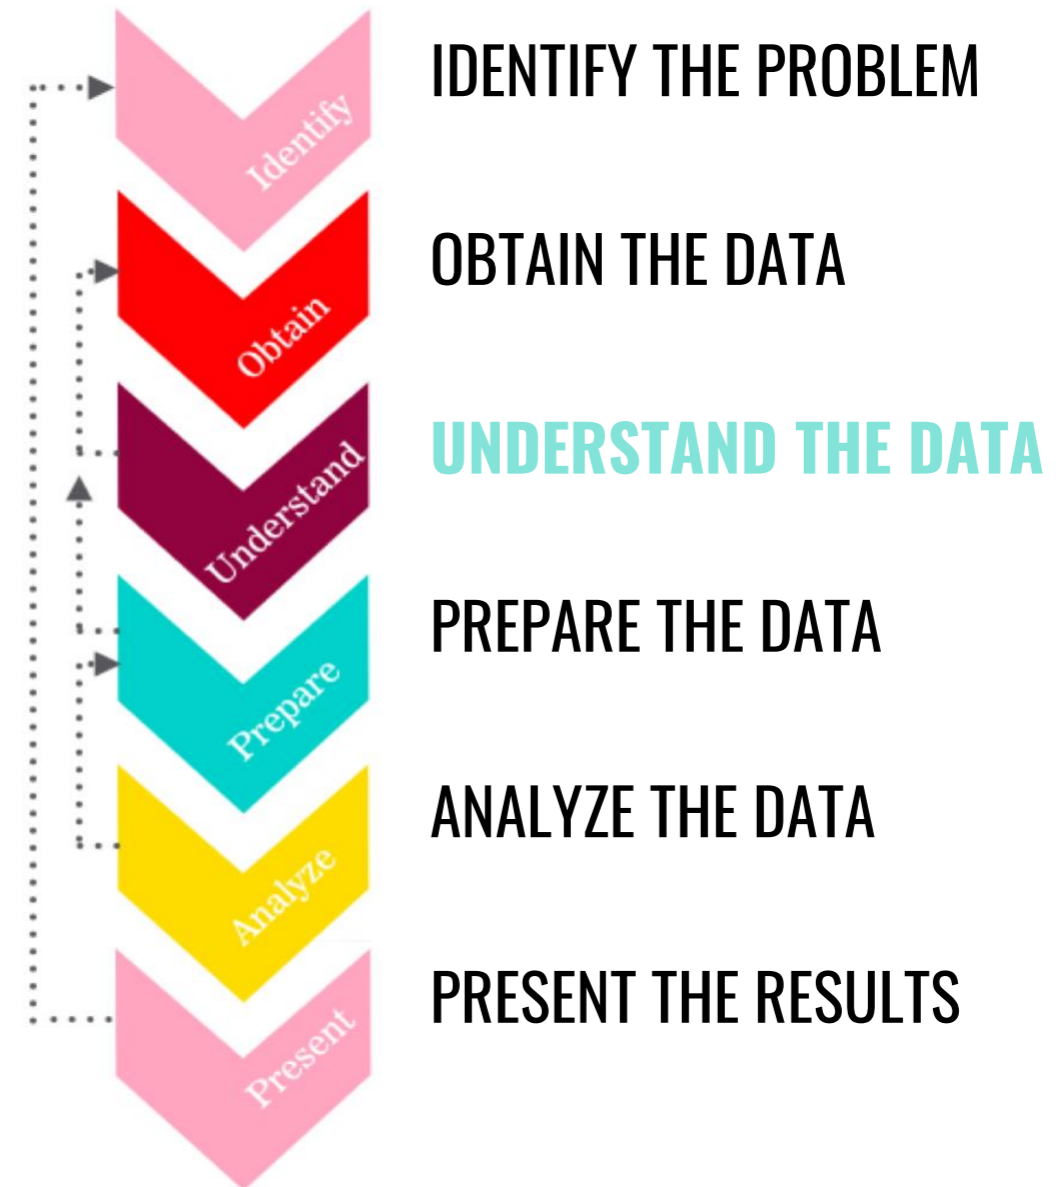 IDENTIFY THE PROBLEM
Identify
OBTAIN THE DATA
Obtain
UNDERSTAND THE DATA
Understand
PREPARE THE DATA
Prepare
ANALYZE THE DATA
Analyze
PRESENT THE RESULTS
Present